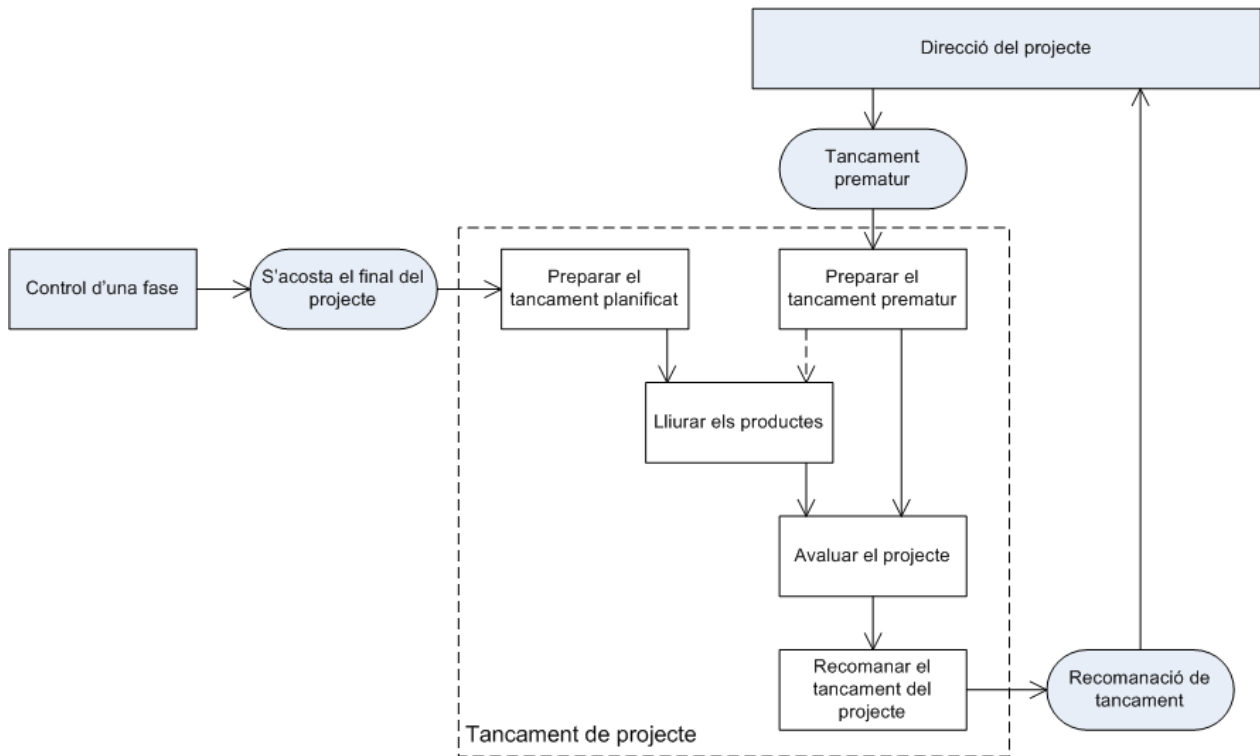 Direcció del projecte
Tancament
prematur
Control d'una fase
S'acosta el final del
projecte
Preparar el
tancament planificat
Preparar el
tancament prematur
Lliurar els productes
Avaluar el projecte
Recomanar el
tancament del
projecte
Recomanació de
tancament
Tancament de projecte